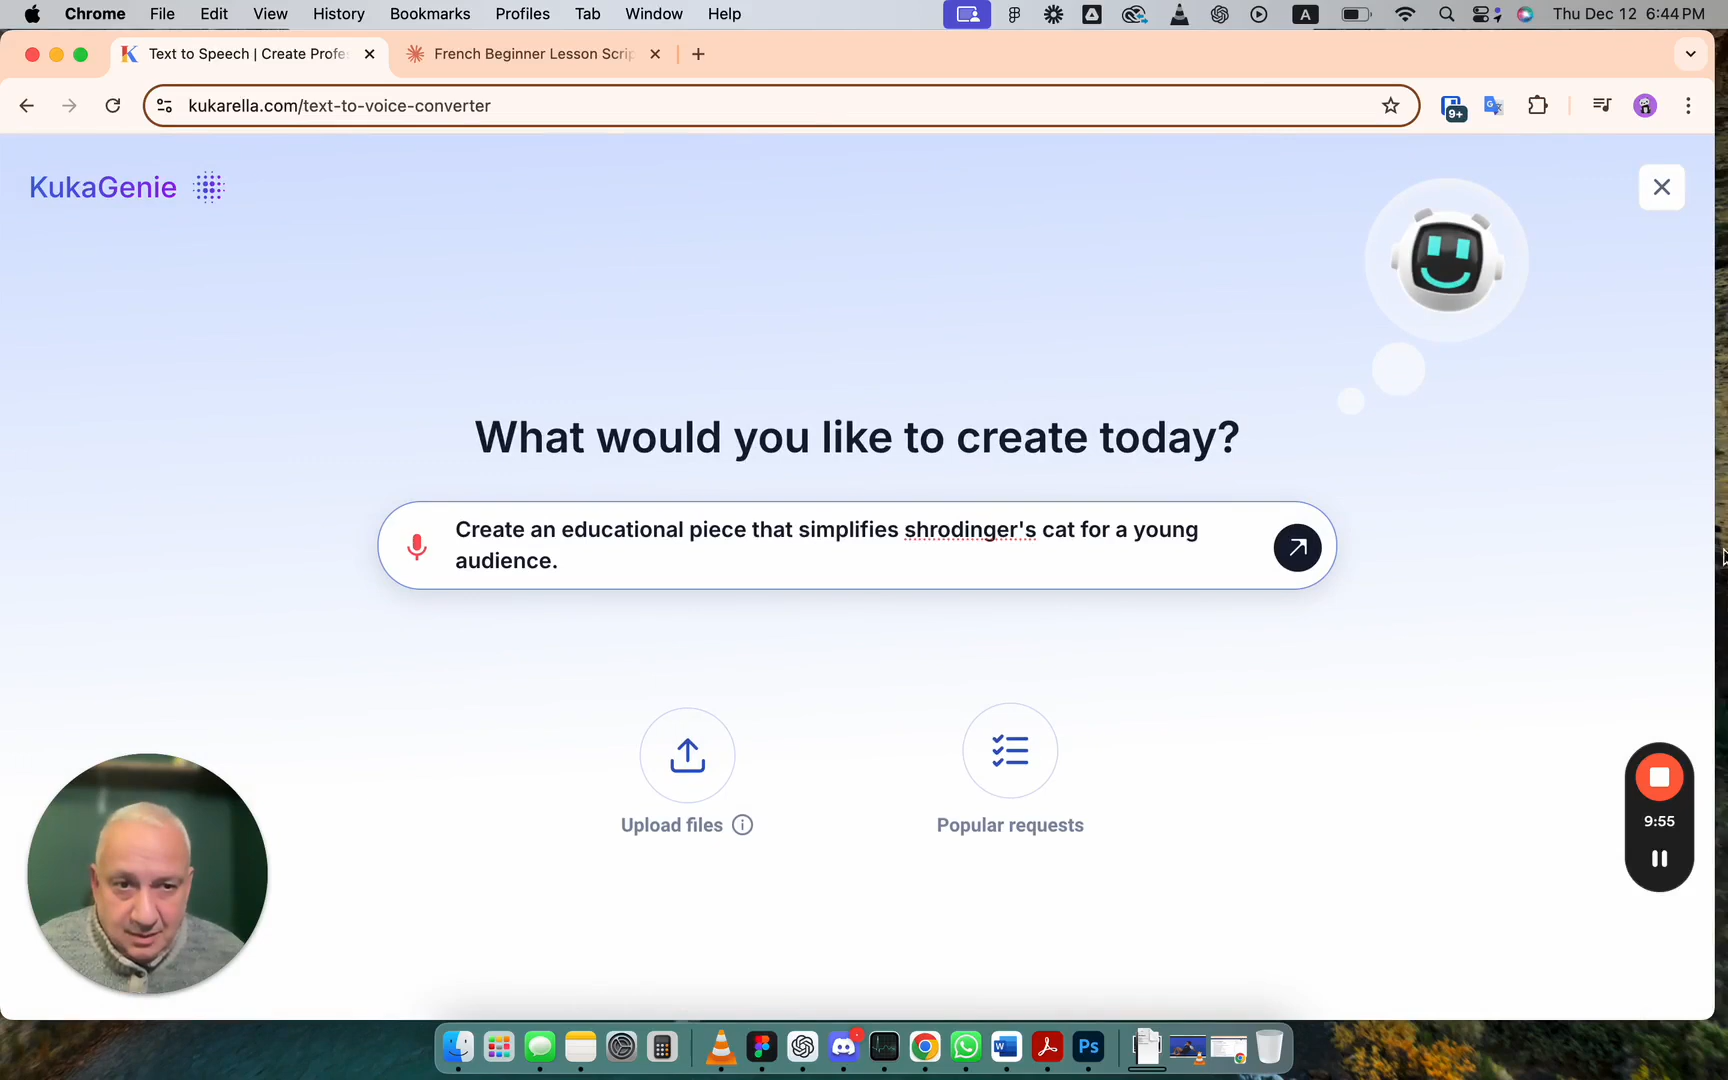 Chrome File Edit View History Bookmarks Profiles Tab Window Help A Thu Dec 12 6:44 PM
Text to Speech | Create Profe French Beginner Lesson Scrip
kukarella.com/text-to-voice-converter 9+
KukaGenie
What would you like to create today?
Create an educational piece that simplifies shrodinger's cat for a young
audience.
Upload files
Popular requests
9:55
Ps